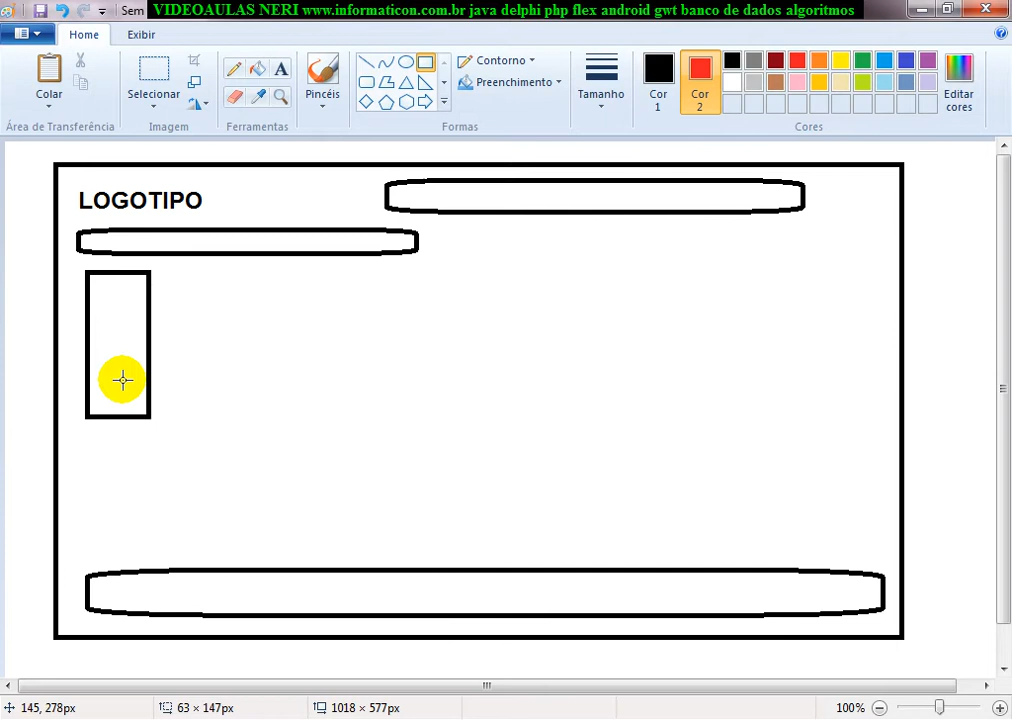 Sem
VIDEOAULAS NERI www.informaticon.com.br java delphi php flex android gwt banco de dados algoritmos
Home
Exibir
Colar
Selecionar
A
Pincéis
Contorno
Preenchimento
Tamanho
Cor
1
Cor
2
Editar
cores
Área de Transferência
Imagem
Ferramentas
Formas
Cores
LOGOTIPO
145, 278px
63 × 147px
1018 × 577px
100%